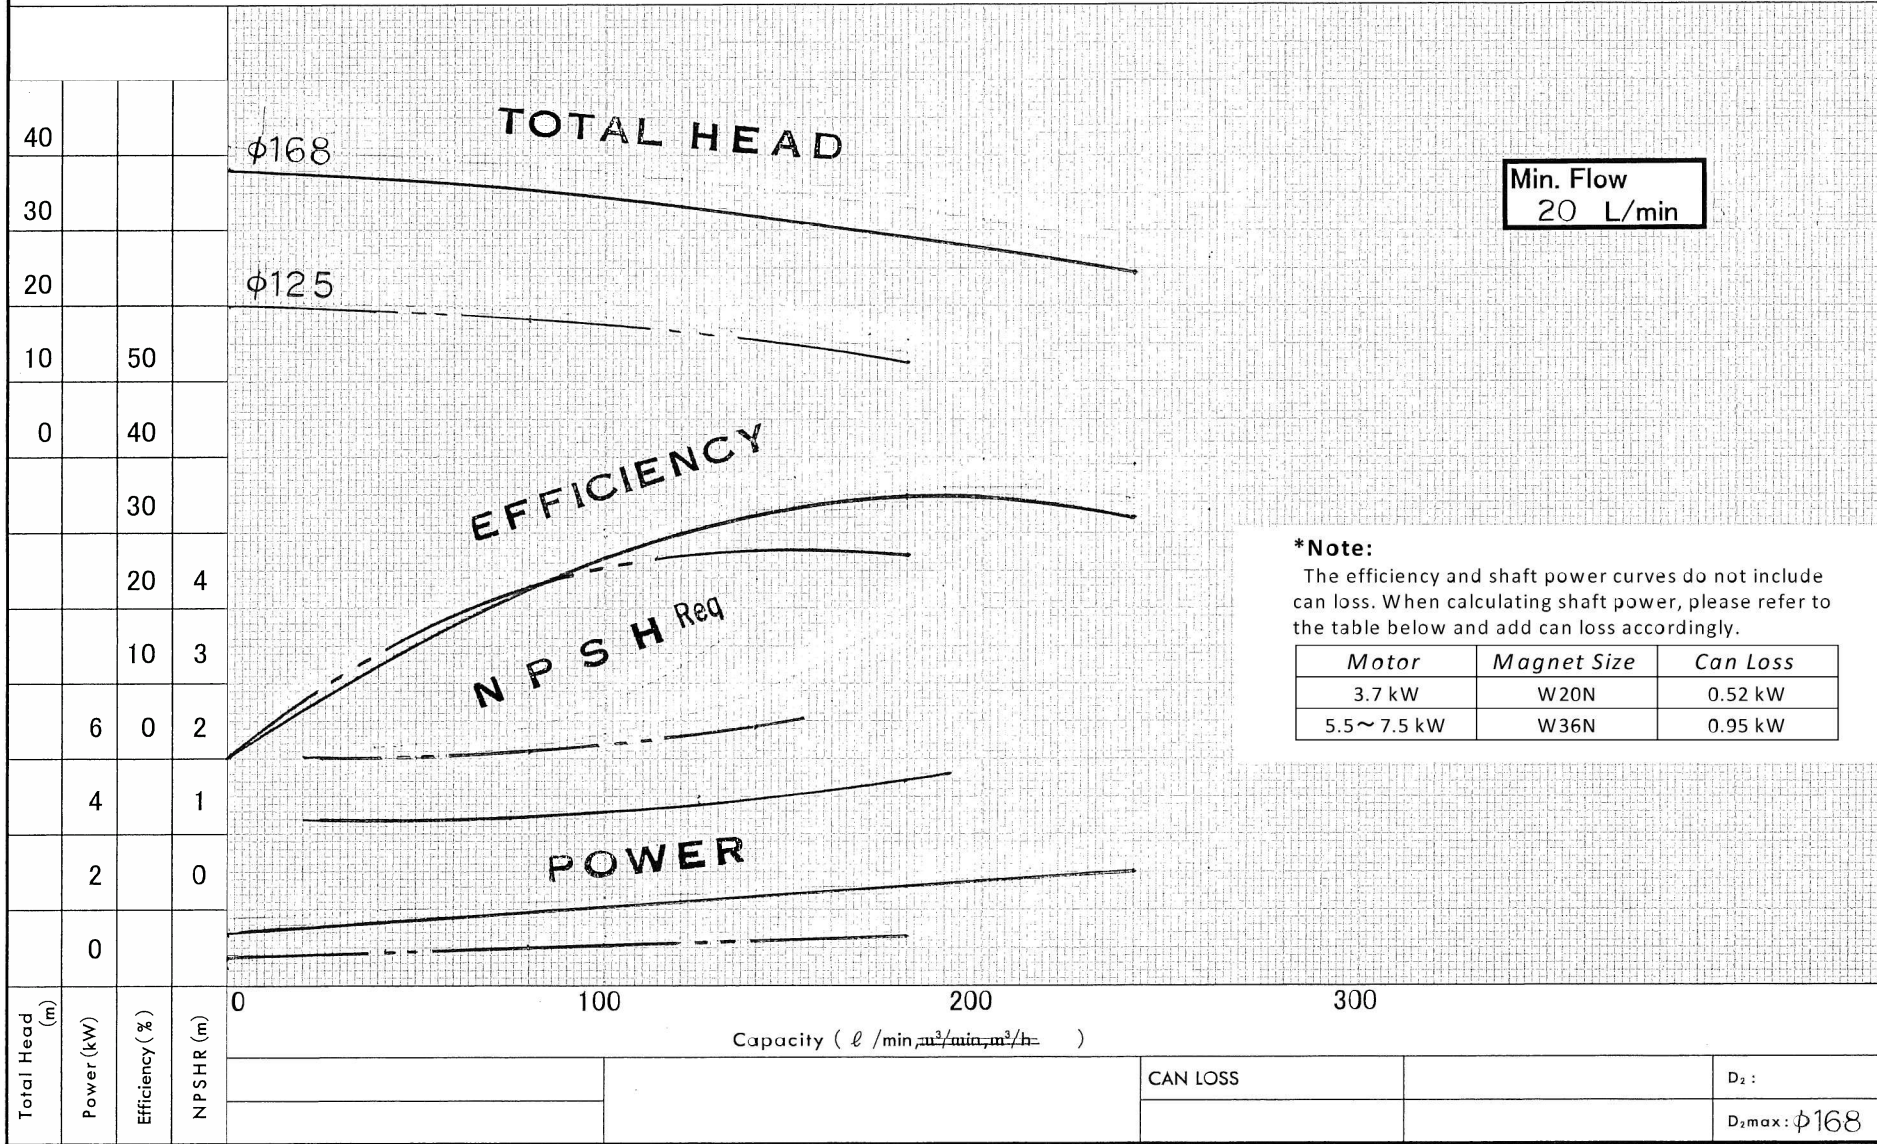 TOTAL HEAD
40
φ168
Min. Flow
20 L/min
30
20
φ125
10 50
0 40
EFFICIENCY
30
*Note:
The efficiency and shaft power curves do not include
can loss. When calculating shaft power, please refer to
the table below and add can loss accordingly.
Motor Magnet Size Can Loss
3.7 kW W20N 0.52 kW
5.5~7.5 kW W36N 0.95 kW
20 4
NPSH Req
10 3
6 0 2
4 1
POWER
2 0
0
0 100 200 300
Capacity ( ℓ /min,m³/min,m³/h )
Total Head (m)
Power (kW)
Efficiency (%)
NPSHR (m)
CAN LOSS
D₂ :
D₂max : φ168